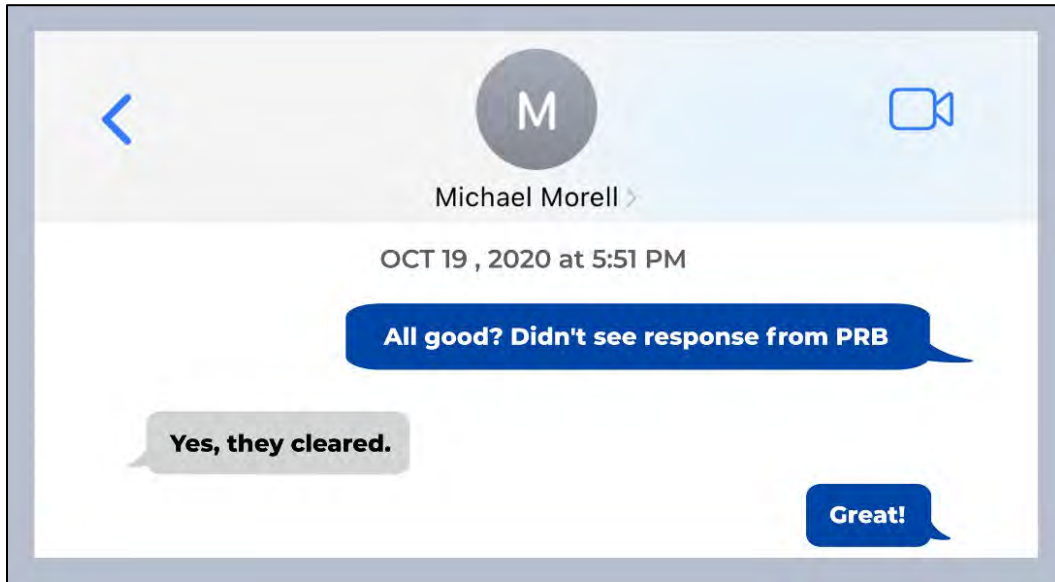 M
Michael Morell >
OCT 19 , 2020 at 5:51 PM
All good? Didn't see response from PRB
Yes, they cleared.
Great!